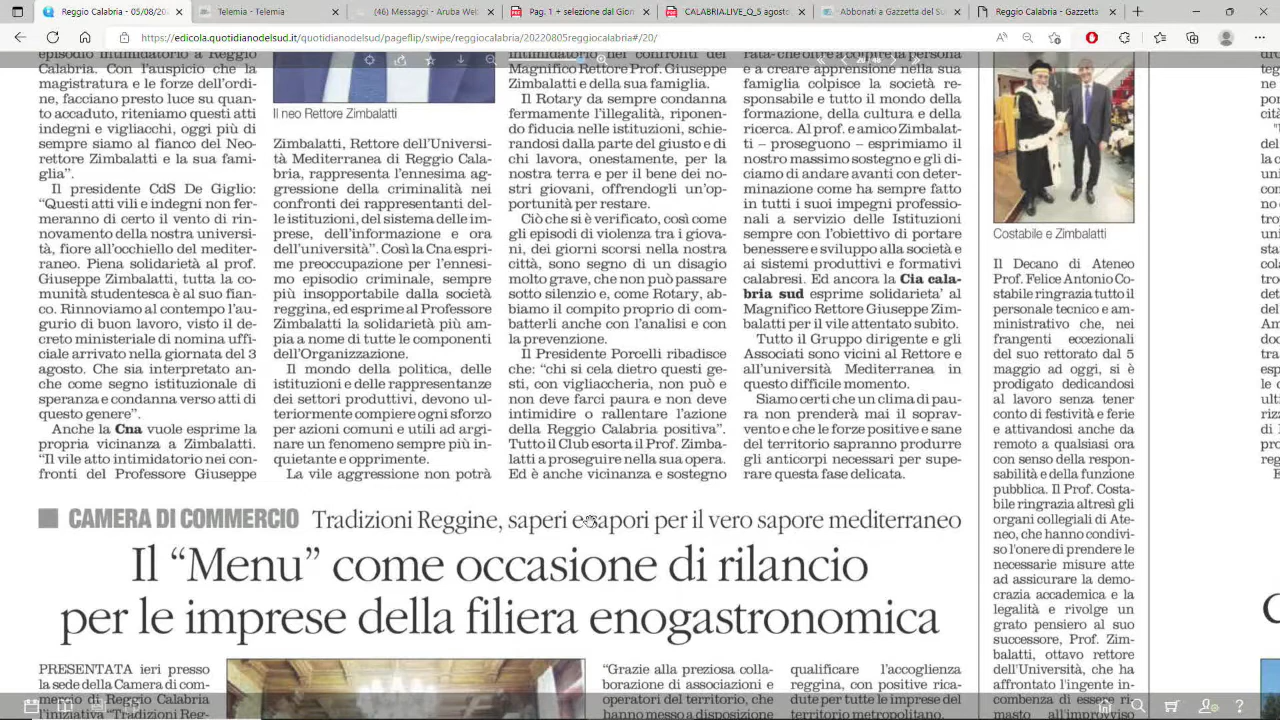 Reggio Calabria - 05/08/20
Telemia - Telemia
(46) Messaggi - Aruba We
Pag. 1 + selezione dal Gior
CALABRIA.LIVE_5_agosto
Abbonati a Gazzetta del Su
Reggio Calabria - Gazzetta
https://edicola.quotidianodelsud.it/quotidianodelsud/pageflip/swipe/reggiocalabria/20220805reggiocalabria#/20/
episodio intimidatorio a Reggio
Calabria. Con l'auspicio che la
magistratura e le forze dell'ordi-
ne, facciano presto luce su quan-
to accaduto, riteniamo questi atti
indegni e vigliacchi, oggi più di
sempre siamo al fianco del Neo-
rettore Zimbalatti e la sua fami-
glia".
Il presidente CdS De Giglio:
"Questi atti vili e indegni non fer-
meranno di certo il vento di rin-
novamento della nostra universi-
tà, fiore all'occhiello del mediter-
raneo. Piena solidarietà al prof.
Giuseppe Zimbalatti, tutta la co-
munità studentesca è al suo fian-
co. Rinnoviamo al contempo l'au-
gurio di buon lavoro, visto il de-
creto ministeriale di nomina uffi-
ciale arrivato nella giornata del 3
agosto. Che sia interpretato an-
che come segno istituzionale di
speranza e condanna verso atti di
questo genere".
Anche la Cna vuole esprime la
propria vicinanza a Zimbalatti.
"Il vile atto intimidatorio nei con-
fronti del Professore Giuseppe
Il neo Rettore Zimbalatti
Zimbalatti, Rettore dell'Universi-
tà Mediterranea di Reggio Cala-
bria, rappresenta l'ennesima ag-
gressione della criminalità nei
confronti dei rappresentanti del-
le istituzioni, del sistema delle im-
prese, dell'informazione e ora
dell'università". Così la Cna espri-
me preoccupazione per l'ennesi-
mo episodio criminale, sempre
più insopportabile dalla società
reggina, ed esprime al Professore
Zimbalatti la solidarietà più am-
pia a nome di tutte le componenti
dell'Organizzazione.
Il mondo della politica, delle
istituzioni e delle rappresentanze
dei settori produttivi, devono ul-
teriormente compiere ogni sforzo
per azioni comuni e utili ad argi-
nare un fenomeno sempre più in-
quietante e opprimente.
La vile aggressione non potrà
intimidatorio nei confronti del
Magnifico Rettore Prof. Giuseppe
Zimbalatti e della sua famiglia.
Il Rotary da sempre condanna
fermamente l'illegalità, riponen-
do fiducia nelle istituzioni, schie-
randosi dalla parte del giusto e di
chi lavora, onestamente, per la
nostra terra e per il bene dei no-
stri giovani, offrendogli un'op-
portunità per restare.
Ciò che si è verificato, così come
gli episodi di violenza tra i giova-
ni, dei giorni scorsi nella nostra
città, sono segno di un disagio
molto grave, che non può passare
sotto silenzio e, come Rotary, ab-
biamo il compito proprio di com-
batterli anche con l'analisi e con
la prevenzione.
Il Presidente Porcelli ribadisce
che: "chi si cela dietro questi ge-
sti, con vigliaccheria, non può e
non deve farci paura e non deve
intimidire o rallentare l'azione
della Reggio Calabria positiva".
Tutto il Club esorta il Prof. Zimba-
latti a proseguire nella sua opera.
Ed è anche vicinanza e sostegno
rata- che oltre a colpire la persona
e a creare apprensione nella sua
famiglia colpisce la società re-
sponsabile e tutto il mondo della
formazione, della cultura e della
ricerca. Al prof. e amico Zimbalat-
ti – proseguono – esprimiamo il
nostro massimo sostegno e gli di-
ciamo di andare avanti con deter-
minazione come ha sempre fatto
in tutti i suoi impegni professio-
nali a servizio delle Istituzioni
sempre con l'obiettivo di portare
benessere e sviluppo alla società e
ai sistemi produttivi e formativi
calabresi. Ed ancora la Cia cala-
bria sud esprime solidarieta' al
Magnifico Rettore Giuseppe Zim-
balatti per il vile attentato subito.
Tutto il Gruppo dirigente e gli
Associati sono vicini al Rettore e
all'università Mediterranea in
questo difficile momento.
Siamo certi che un clima di pau-
ra non prenderà mai il soprav-
vento e che le forze positive e sane
del territorio sapranno produrre
gli anticorpi necessari per supe-
rare questa fase delicata.
Costabile e Zimbalatti
Il Decano di Ateneo
Prof. Felice Antonio Co-
stabile ringrazia tutto il
personale tecnico e am-
ministrativo che, nei
frangenti eccezionali
del suo rettorato dal 5
maggio ad oggi, si è
prodigato dedicandosi
al lavoro senza tener
conto di festività e ferie
e attivandosi anche da
remoto a qualsiasi ora
con senso della respon-
sabilità e della funzione
pubblica. Il Prof. Costa-
bile ringrazia altresì gli
organi collegiali di Ate-
neo, che hanno condivi-
so l'onere di prendere le
necessarie misure atte
ad assicurare la demo-
crazia accademica e la
legalità e rivolge un
grato pensiero al suo
successore, Prof. Zim-
balatti, ottavo rettore
dell'Università, che ha
affrontato l'ingente in-
combenza di essere ri-
masto all'improvviso
CAMERA DI COMMERCIO Tradizioni Reggine, saperi e sapori per il vero sapore mediterraneo
Il "Menu" come occasione di rilancio
per le imprese della filiera enogastronomica
PRESENTATA ieri presso
la sede della Camera di com-
mercio di Reggio Calabria
l'iniziativa "Tradizioni Reg-
"Grazie alla preziosa colla-
borazione di associazioni e
operatori del territorio, che
hanno messo a disposizione
qualificare l'accoglienza
reggina, con positive rica-
dute per tutte le imprese del
territorio metropolitano.